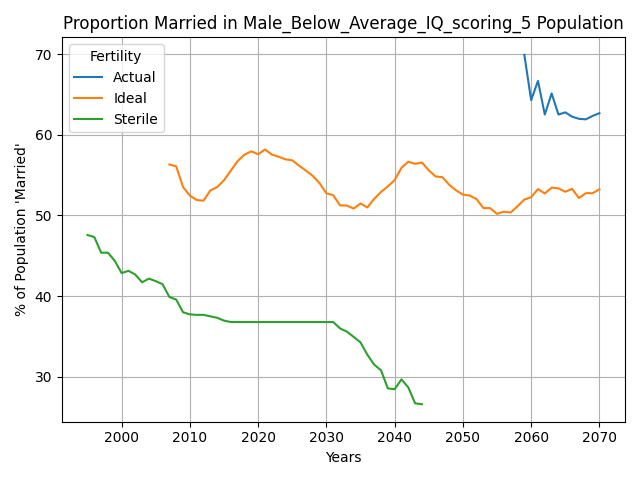 Proportion Married in Male_Below_Average_IQ_scoring_5 Population
Fertility
Actual
Ideal
Sterile
% of Population 'Married'
70
60
50
40
30
2000 2010 2020 2030 2040 2050 2060 2070
Years